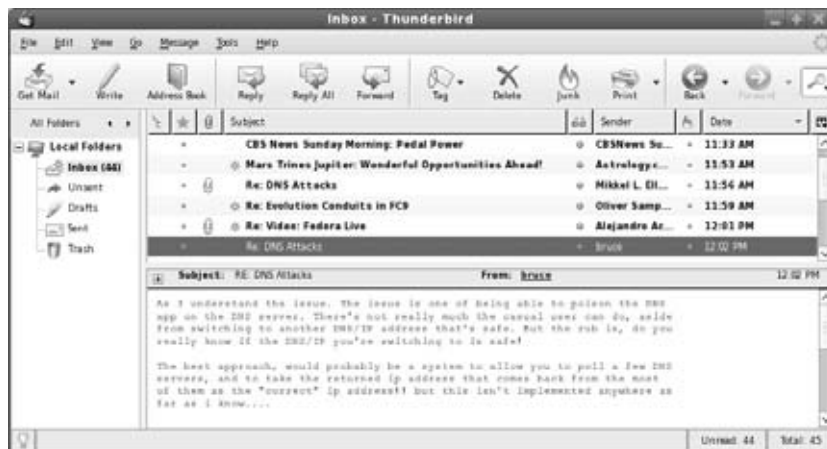 Inbox - Thunderbird
File Edit View Go Message Tools Help
Get Mail Write Address Book Reply Reply All Forward Tag Delete Junk Print Back Forward
All Folders Subject Sender Date
Local Folders
Inbox (44)
Unsent
Drafts
Sent
Trash
CBS News Sunday Morning: Pedal Power CBSNews Su... 11:33 AM
Mars Trines Jupiter: Wonderful Opportunities Ahead! Astrology.c... 11:53 AM
Re: DNS Attacks Mikkel L. Ell... 11:56 AM
Re: Evolution Conduits in FC9 Oliver Samp... 11:59 AM
Re: Video: Fedora Live Alejandro Ar... 12:01 PM
Re: DNS Attacks bruce 12:02 PM
Subject: RE: DNS Attacks From: bruce 12:02 PM
As I understand the issue. The issue is one of being able to poison the DNS
app on the DNS server. There's not really much the casual user can do, aside
from switching to another DNS/IP address that's safe. But the rub is, do you
really know if the DNS/IP you're switching to is safe!
The best approach, would probably be a system to allow you to poll a few DNS
servers, and to take the returned ip address that comes back from the most
of them as the "correct" ip address!! but this isn't implemented anywhere as
far as i know....
Unread: 44 Total: 45